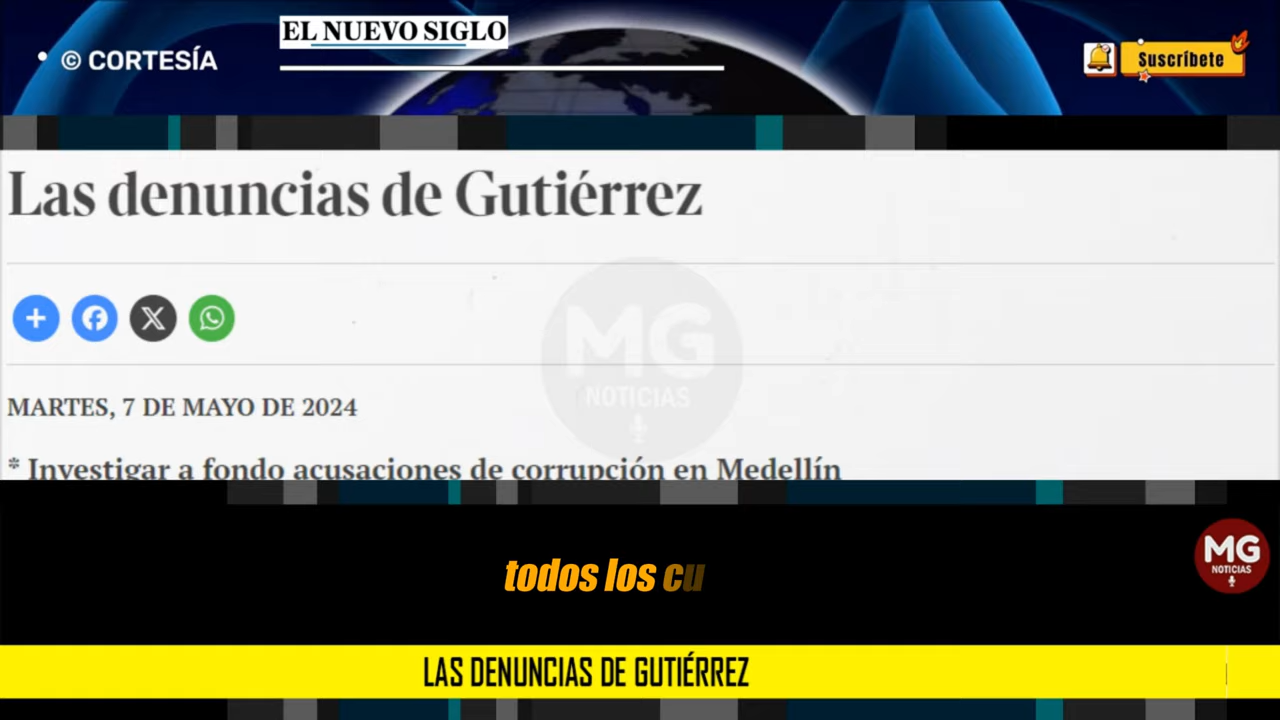 EL NUEVO SIGLO
© CORTESÍA
Suscríbete
Las denuncias de Gutiérrez
MG
NOTICIAS
MARTES, 7 DE MAYO DE 2024
* Investigar a fondo acusaciones de corrupción en Medellín
todos los cu
MG
NOTICIAS
LAS DENUNCIAS DE GUTIÉRREZ